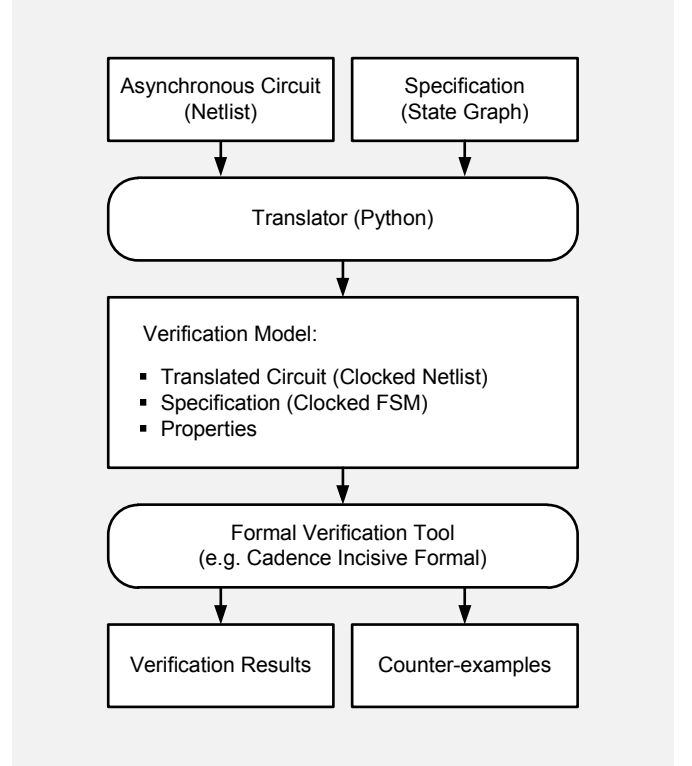 Asynchronous Circuit
(Netlist)
Specification
(State Graph)
Translator (Python)
Verification Model:
▪ Translated Circuit (Clocked Netlist)
▪ Specification (Clocked FSM)
▪ Properties
Formal Verification Tool
(e.g. Cadence Incisive Formal)
Verification Results
Counter-examples